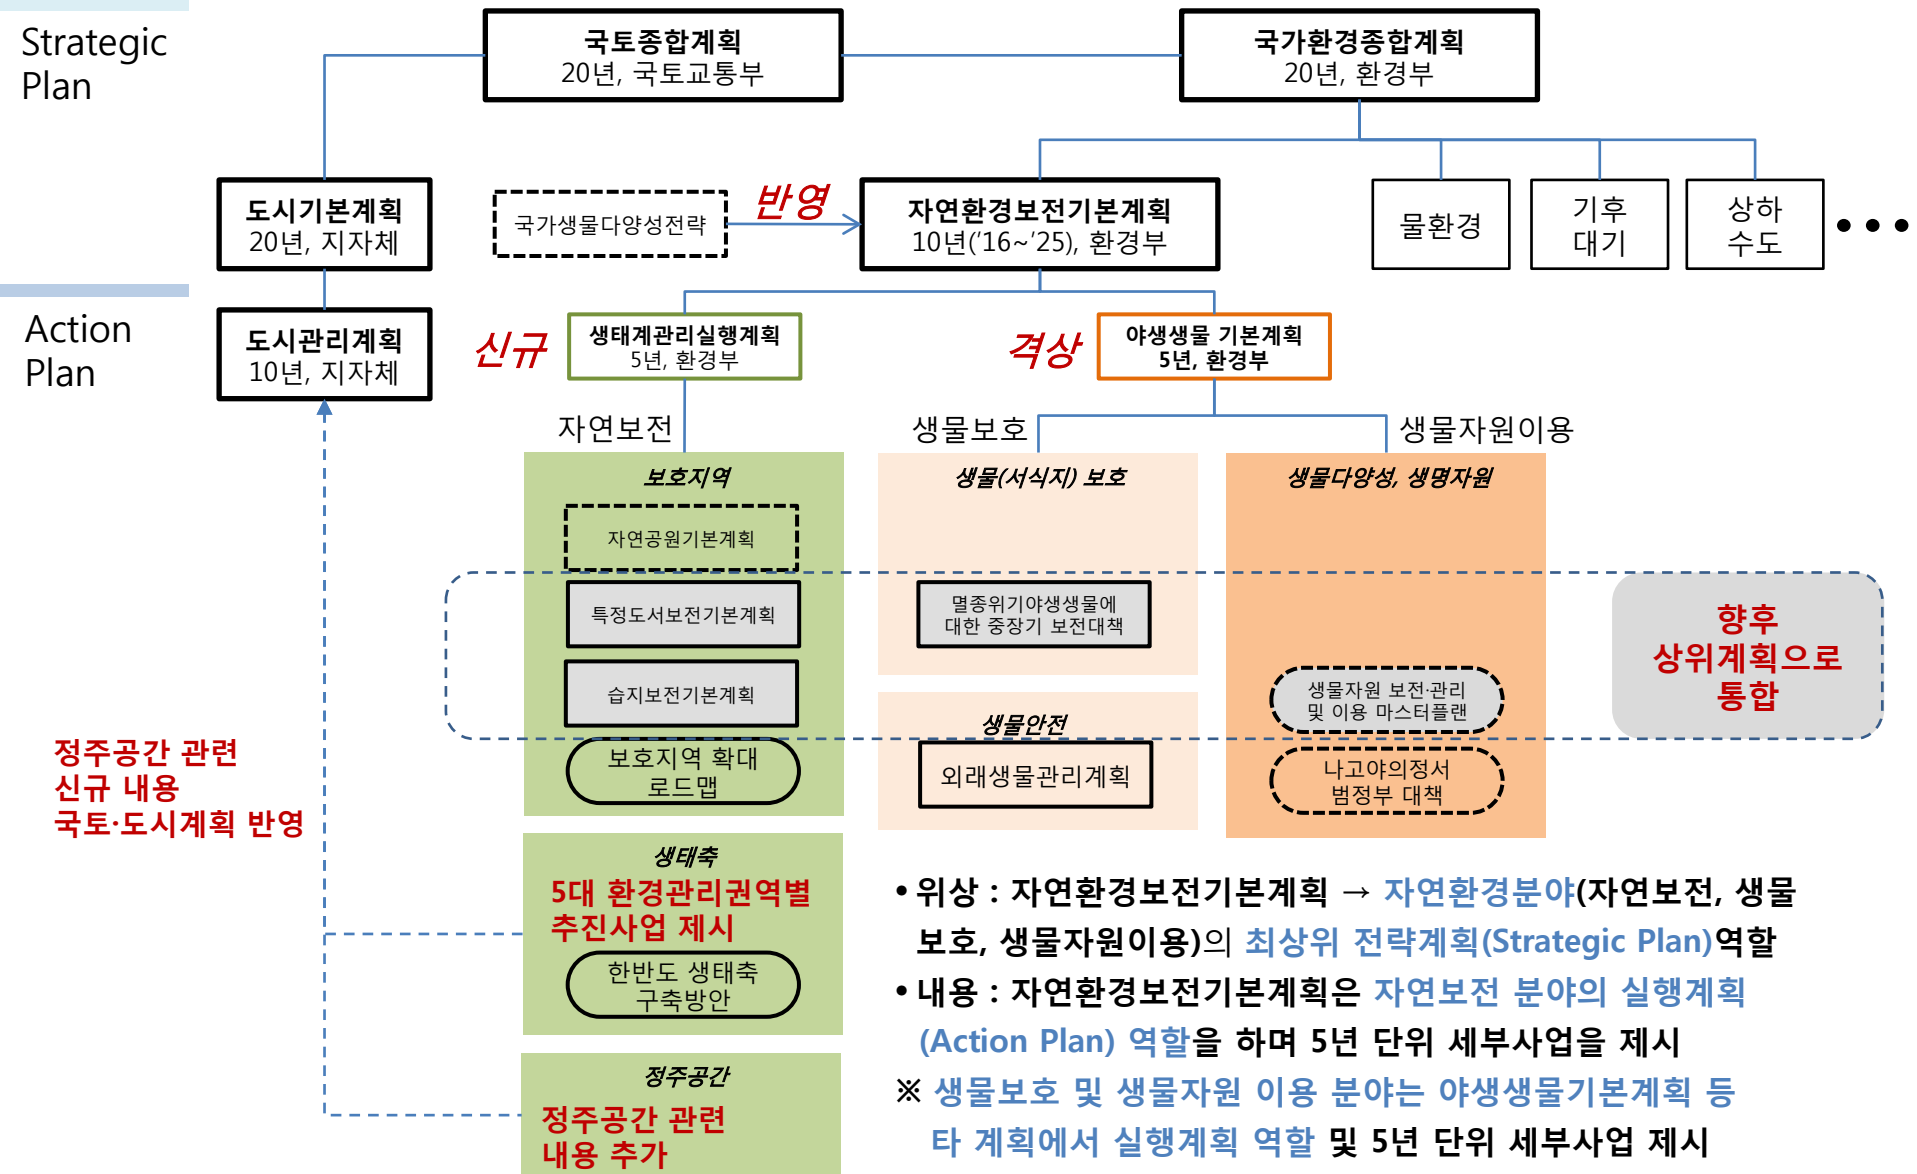 Strategic
Plan
국토종합계획
20년, 국토교통부
국가환경종합계획
20년, 환경부
도시기본계획
20년, 지자체
국가생물다양성전략
반영
자연환경보전기본계획
10년('16~'25), 환경부
물환경
기후
대기
상하
수도
•••
Action
Plan
도시관리계획
10년, 지자체
신규
생태계관리실행계획
5년, 환경부
격상
야생생물 기본계획
5년, 환경부
자연보전
생물보호
생물자원이용
보호지역
자연공원기본계획
특정도서보전기본계획
습지보전기본계획
보호지역 확대
로드맵
생물(서식지) 보호
멸종위기야생생물에
대한 중장기 보전대책
생물안전
외래생물관리계획
생물다양성, 생명자원
생물자원 보전·관리
및 이용 마스터플랜
나고야의정서
범정부 대책
향후
상위계획으로
통합
정주공간 관련
신규 내용
국토·도시계획 반영
생태축
5대 환경관리권역별
추진사업 제시
한반도 생태축
구축방안
정주공간
정주공간 관련
내용 추가
• 위상 : 자연환경보전기본계획 → 자연환경분야(자연보전, 생물
보호, 생물자원이용)의 최상위 전략계획(Strategic Plan)역할
• 내용 : 자연환경보전기본계획은 자연보전 분야의 실행계획
(Action Plan) 역할을 하며 5년 단위 세부사업을 제시
※ 생물보호 및 생물자원 이용 분야는 야생생물기본계획 등
타 계획에서 실행계획 역할 및 5년 단위 세부사업 제시